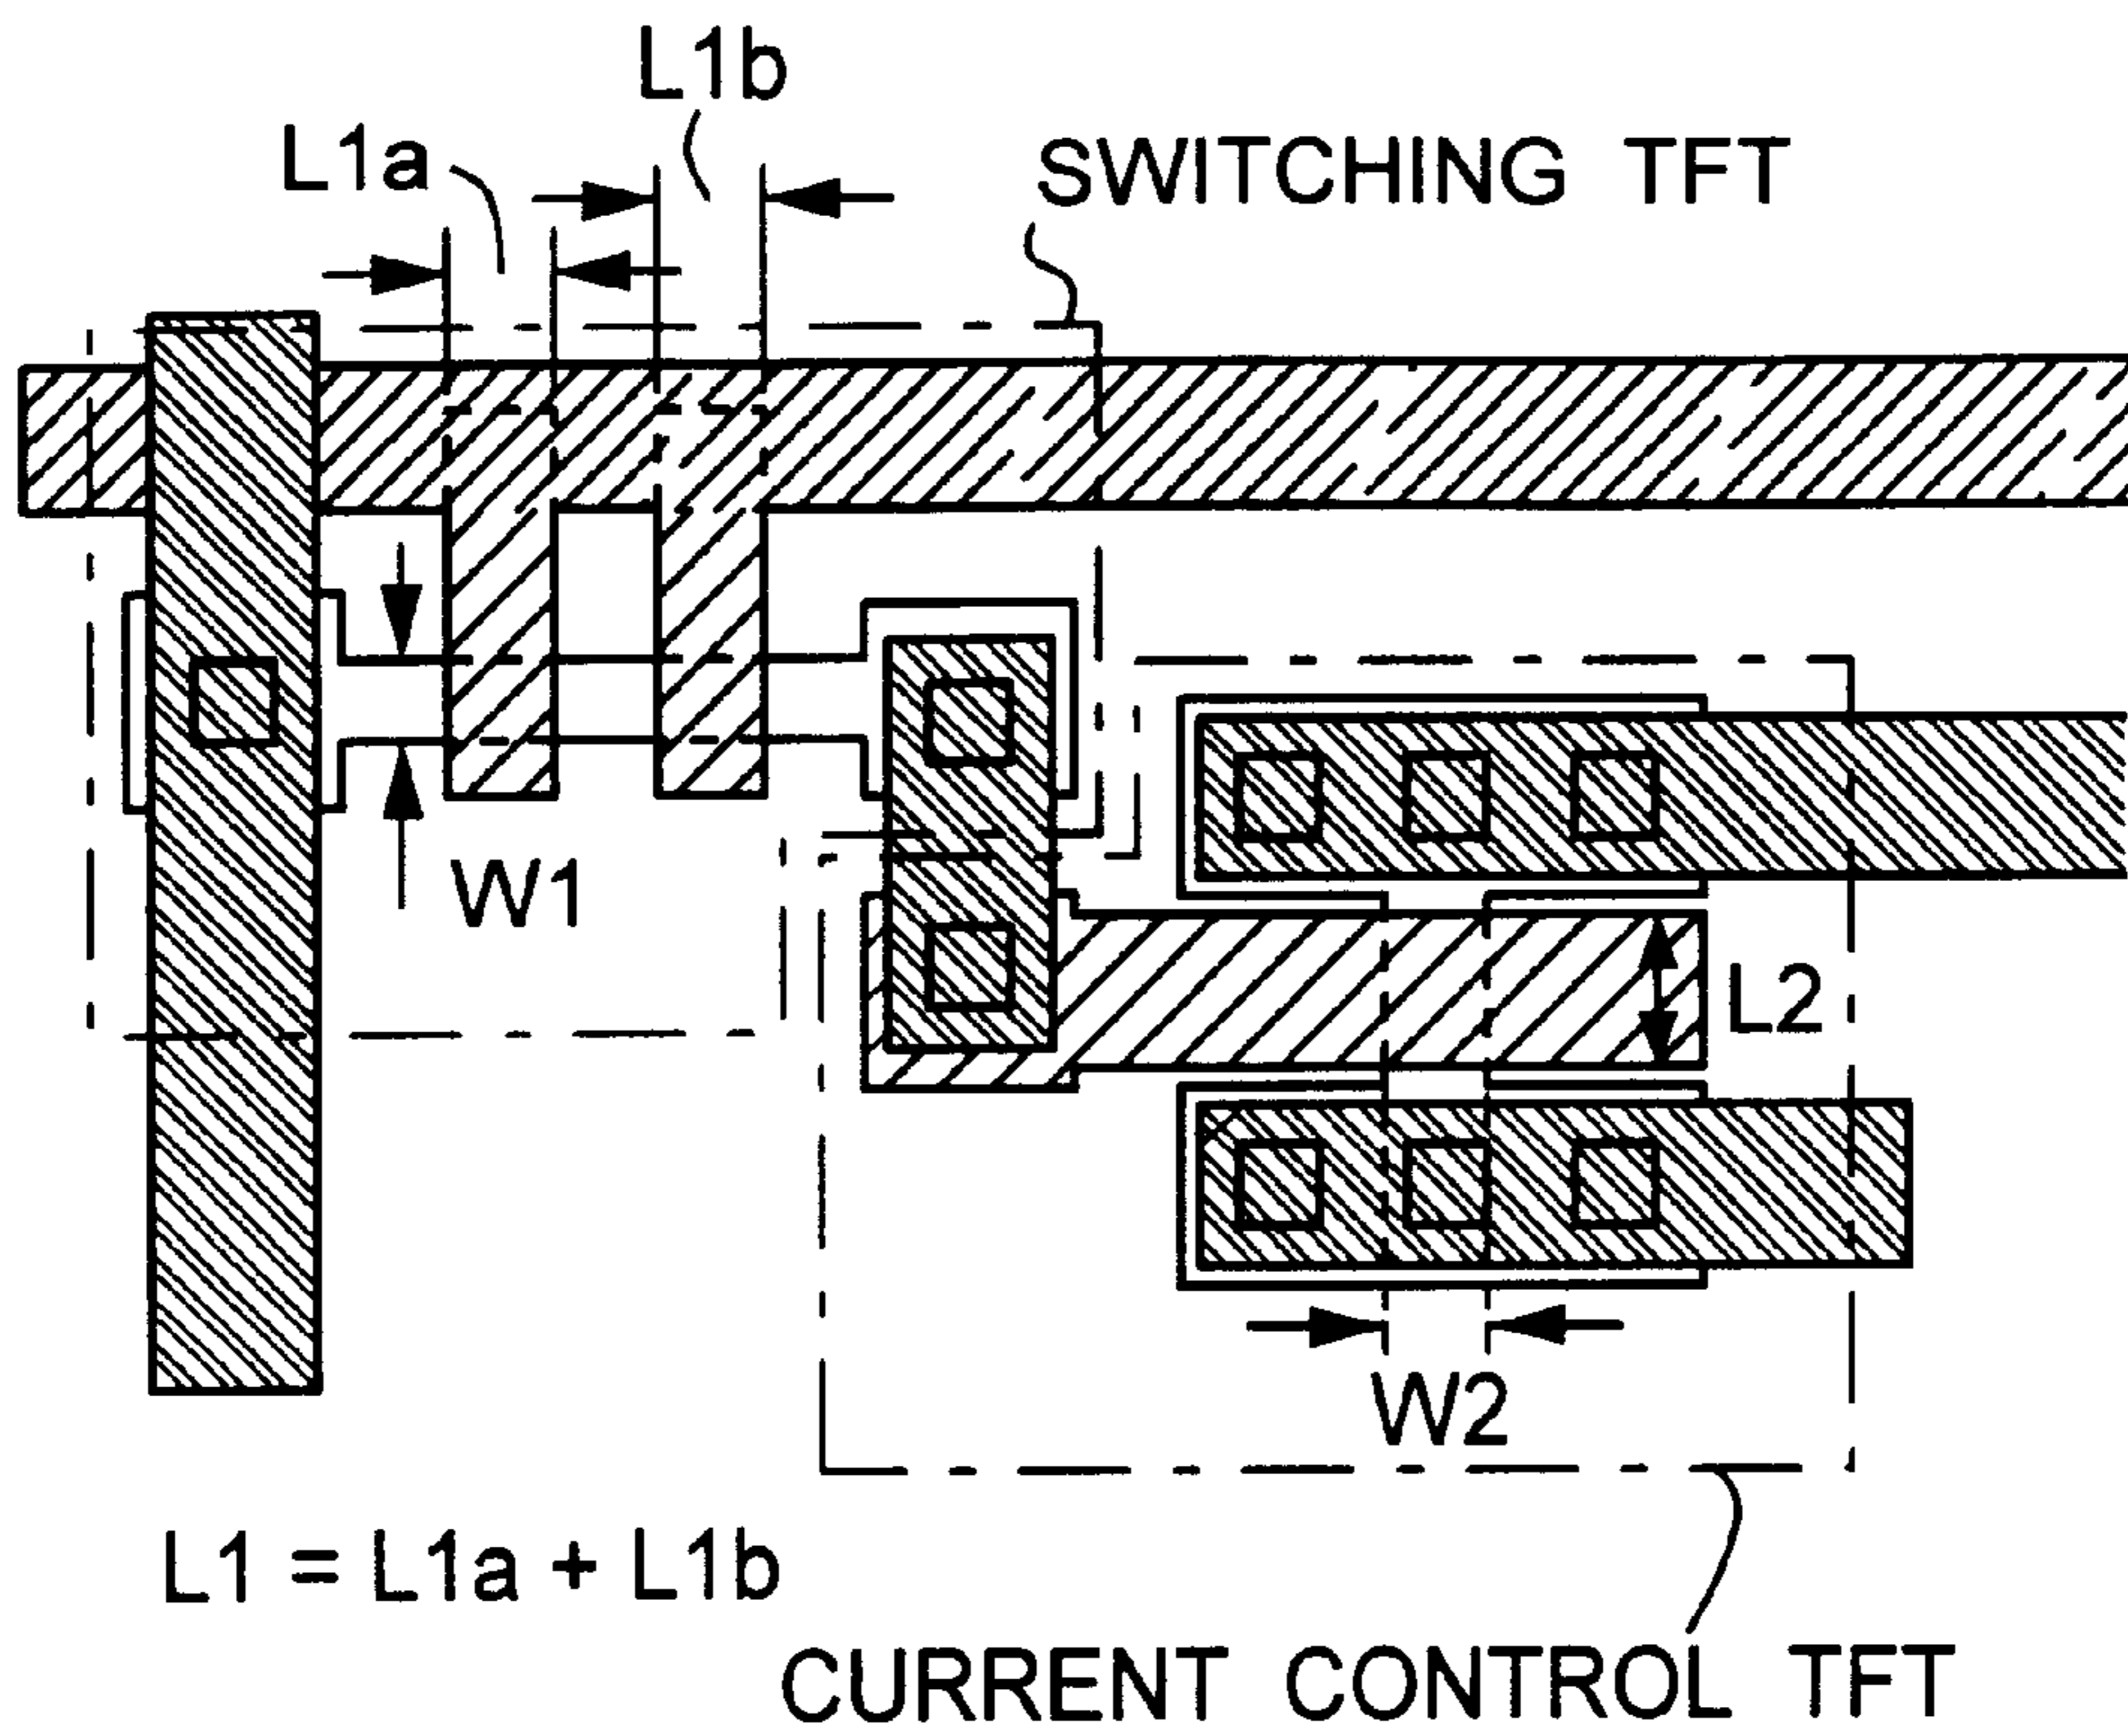 L1b
L1a
SWITCHING TFT
W1
L2
W2
L1 = L1a + L1b
CURRENT CONTROL TFT